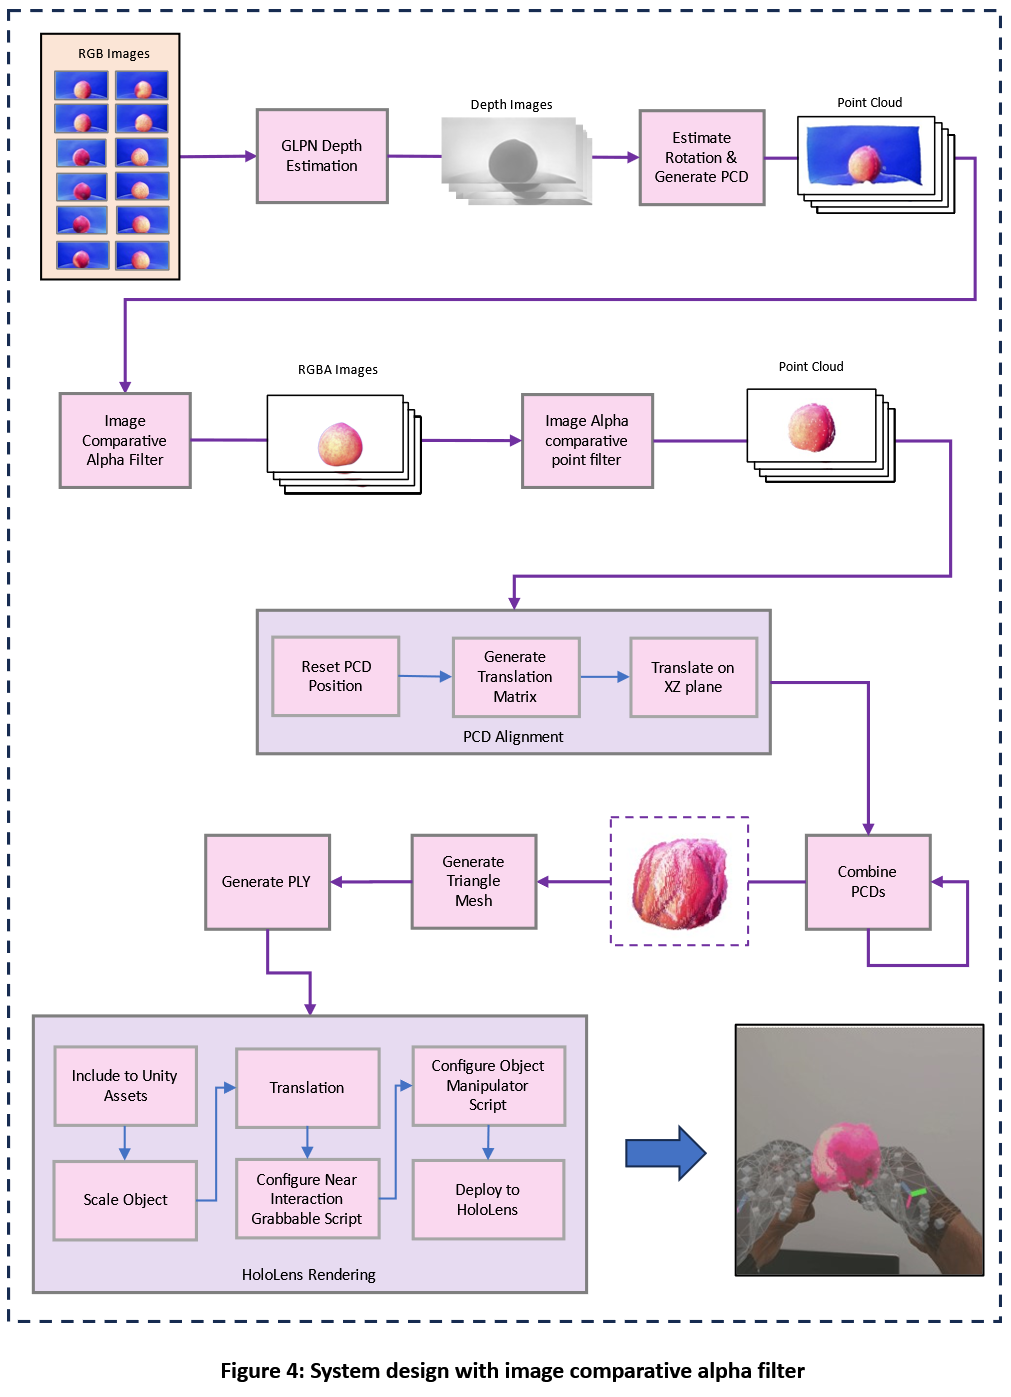 RGB Images
GLPN Depth
Estimation
Depth Images
Estimate
Rotation &
Generate PCD
Point Cloud
Image
Comparative
Alpha Filter
RGBA Images
Image Alpha
comparative
point filter
Point Cloud
Reset PCD
Position
Generate
Translation
Matrix
Translate on
XZ plane
PCD Alignment
Combine
PCDs
Generate
Triangle
Mesh
Generate PLY
Include to Unity
Assets
Scale Object
Translation
Configure Near
Interaction
Grabbable Script
Configure Object
Manipulator
Script
Deploy to
HoloLens
HoloLens Rendering
Figure 4: System design with image comparative alpha filter